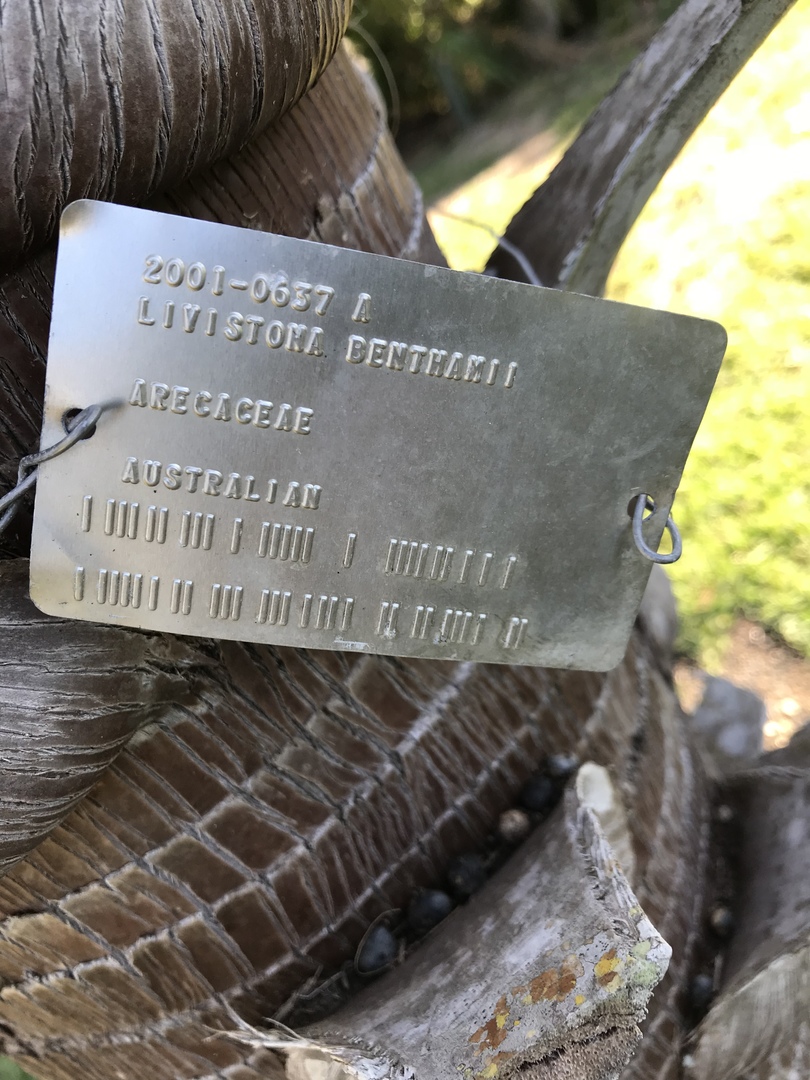 2001-0637 A
LIVISTONA BENTHAMII
ARECACEAE
AUSTRALIAN